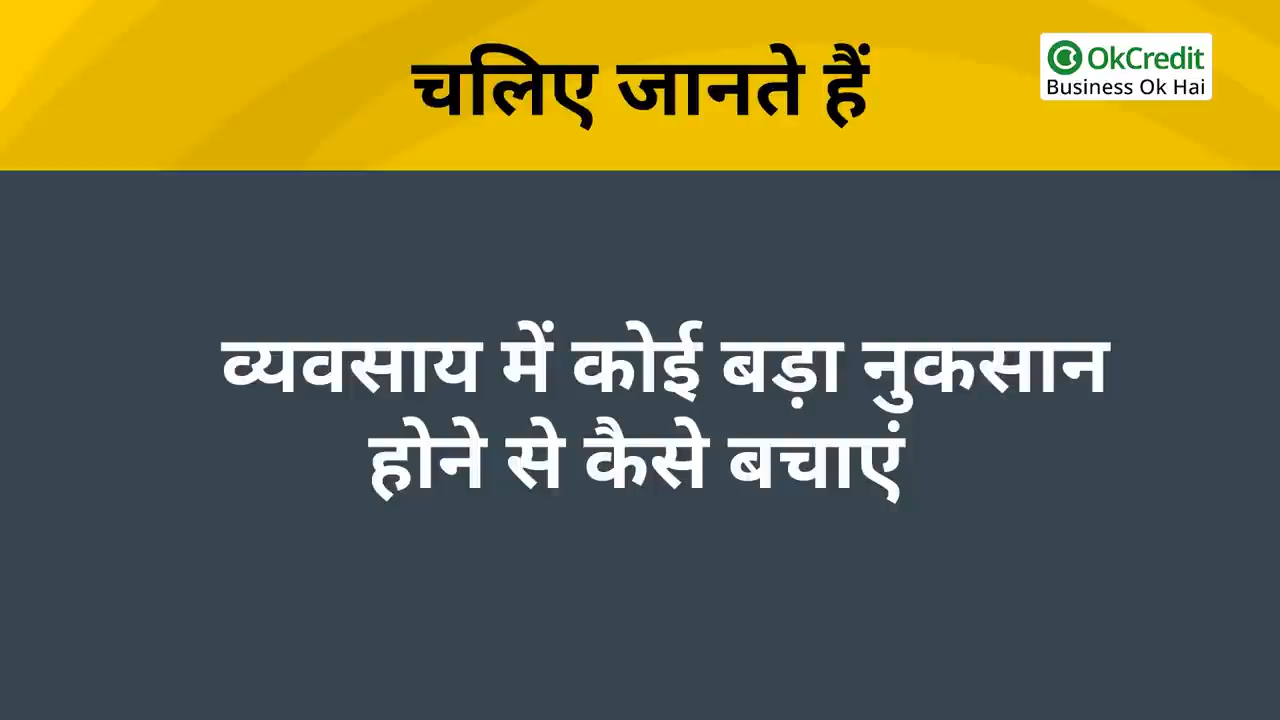 चलिए जानते हैं
OkCredit
Business Ok Hai
व्यवसाय में कोई बड़ा नुकसान
होने से कैसे बचाएं